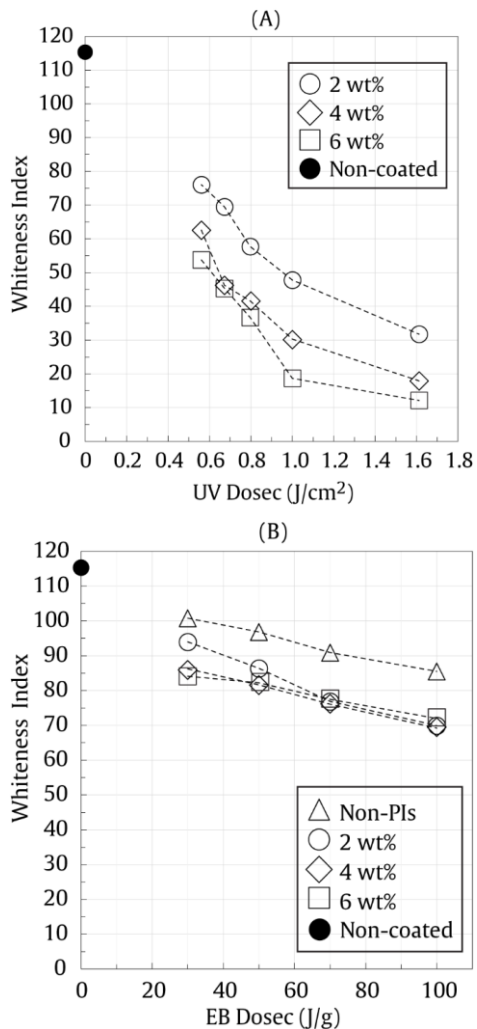 (A)
120
110
100
90
80
70
60
50
40
30
20
10
0
Whiteness Index
2 wt%
4 wt%
6 wt%
Non-coated
0 0.2 0.4 0.6 0.8 1.0 1.2 1.4 1.6 1.8
UV Dosec (J/cm²)
(B)
120
110
100
90
80
70
60
50
40
30
20
10
0
Whiteness Index
Non-PIs
2 wt%
4 wt%
6 wt%
Non-coated
0 20 40 60 80 100
EB Dosec (J/g)